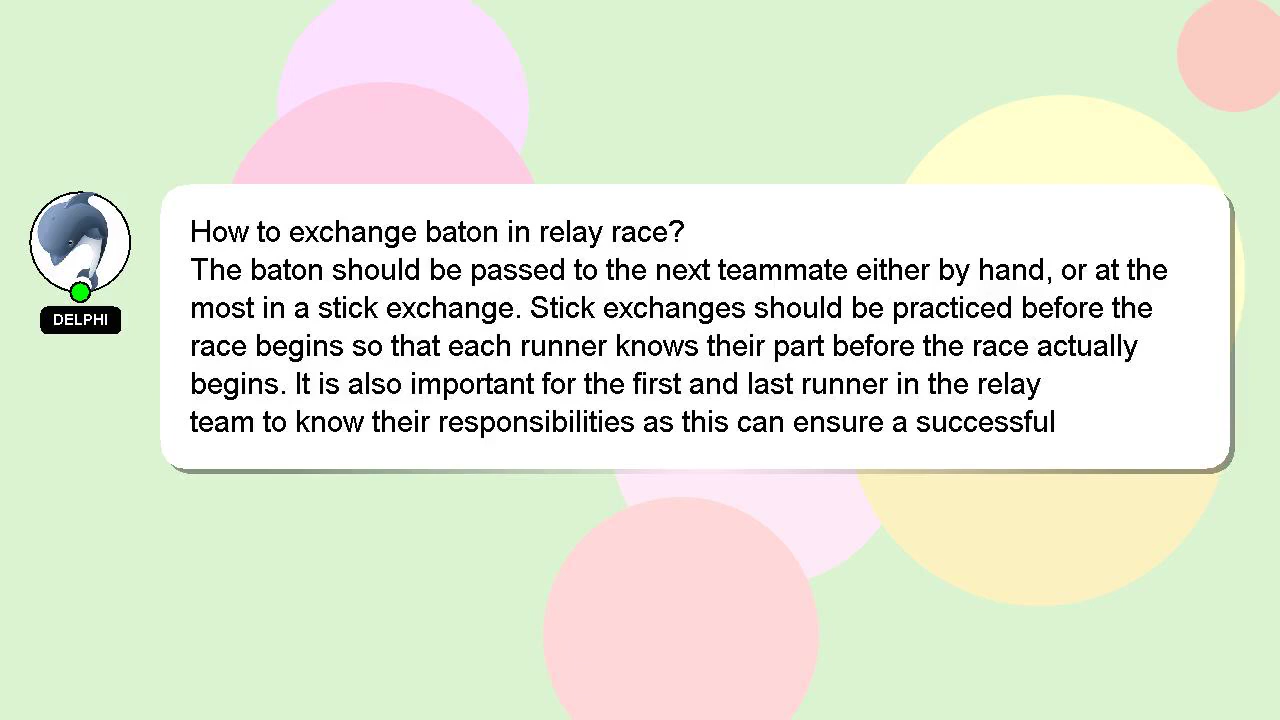 How to exchange baton in relay race?
The baton should be passed to the next teammate either by hand, or at the
most in a stick exchange. Stick exchanges should be practiced before the
race begins so that each runner knows their part before the race actually
begins. It is also important for the first and last runner in the relay
team to know their responsibilities as this can ensure a successful
DELPHI